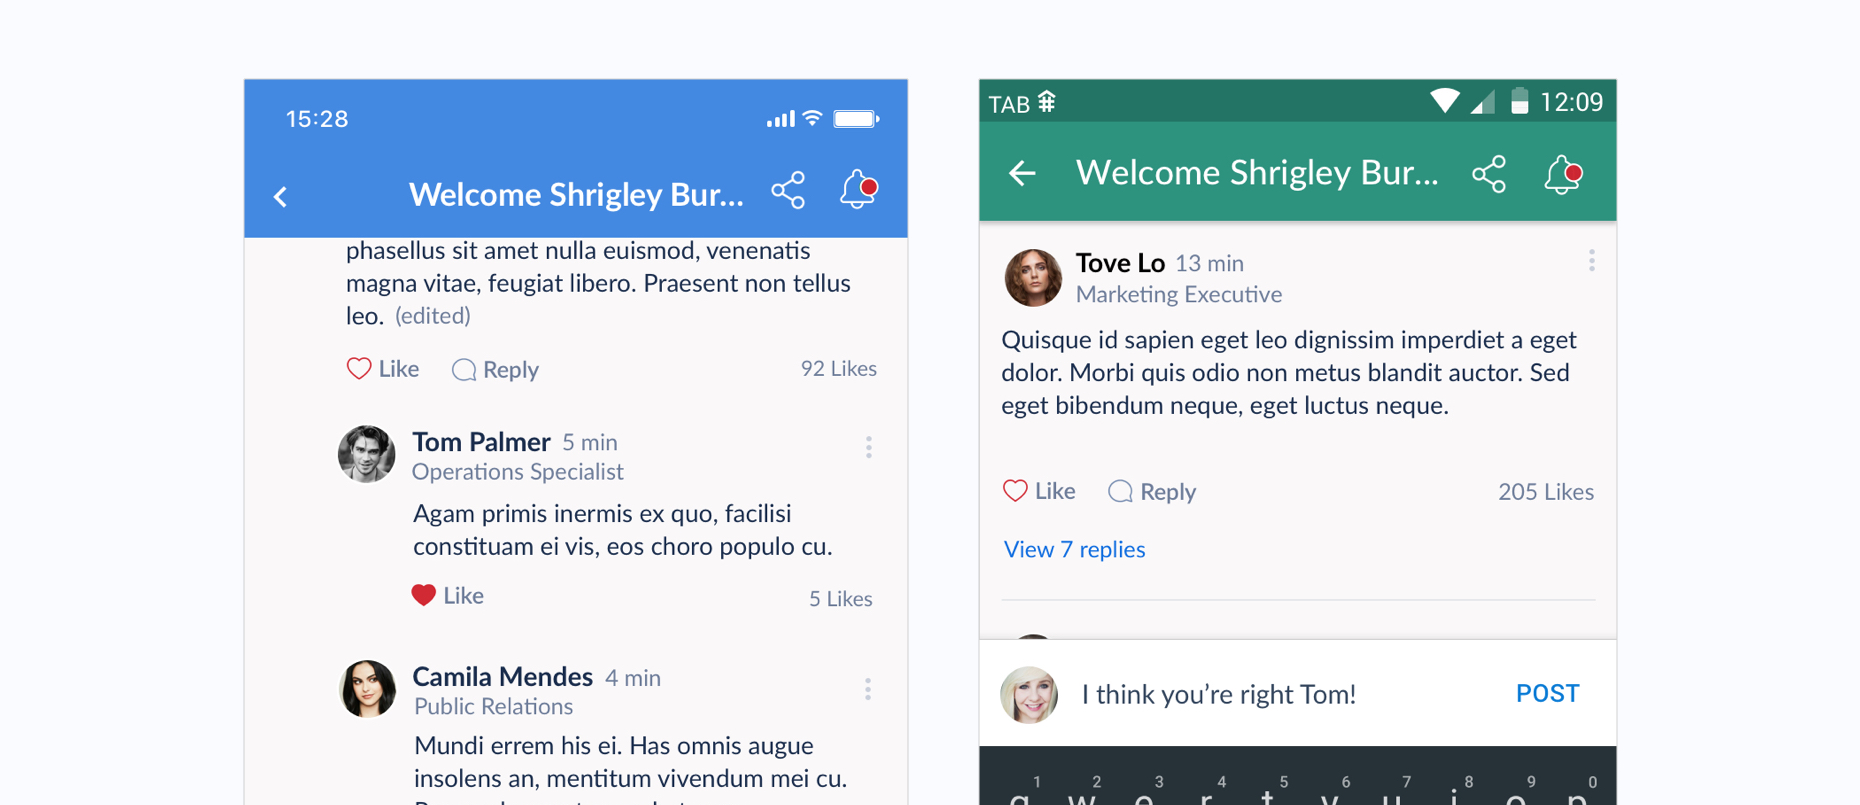 15:28
Welcome Shrigley Bur...
phasellus sit amet nulla euismod, venenatis
magna vitae, feugiat libero. Praesent non tellus
leo. (edited)
Like Reply 92 Likes
Tom Palmer 5 min
Operations Specialist
Agam primis inermis ex quo, facilisi
constituam ei vis, eos choro populo cu.
Like 5 Likes
Camila Mendes 4 min
Public Relations
Mundi errem his ei. Has omnis augue
insolens an, mentitum vivendum mei cu.
TAB 12:09
Welcome Shrigley Bur...
Tove Lo 13 min
Marketing Executive
Quisque id sapien eget leo dignissim imperdiet a eget
dolor. Morbi quis odio non metus blandit auctor. Sed
eget bibendum neque, eget luctus neque.
Like Reply 205 Likes
View 7 replies
I think you’re right Tom! POST
1 2 3 4 5 6 7 8 9 0
q w e r t y u i o p